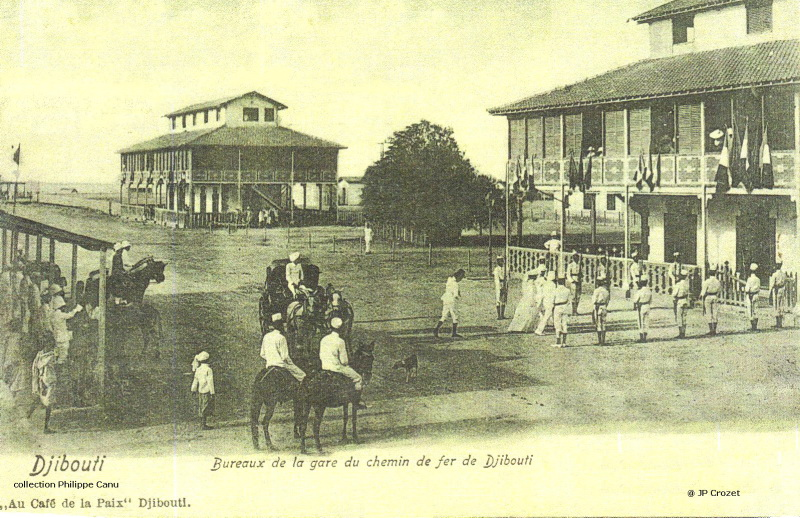 Djibouti
Bureaux de la gare du chemin de fer de Djibouti
collection Philippe Canu
@ JP Crozet
„Au Café de la Paix“ Djibouti.